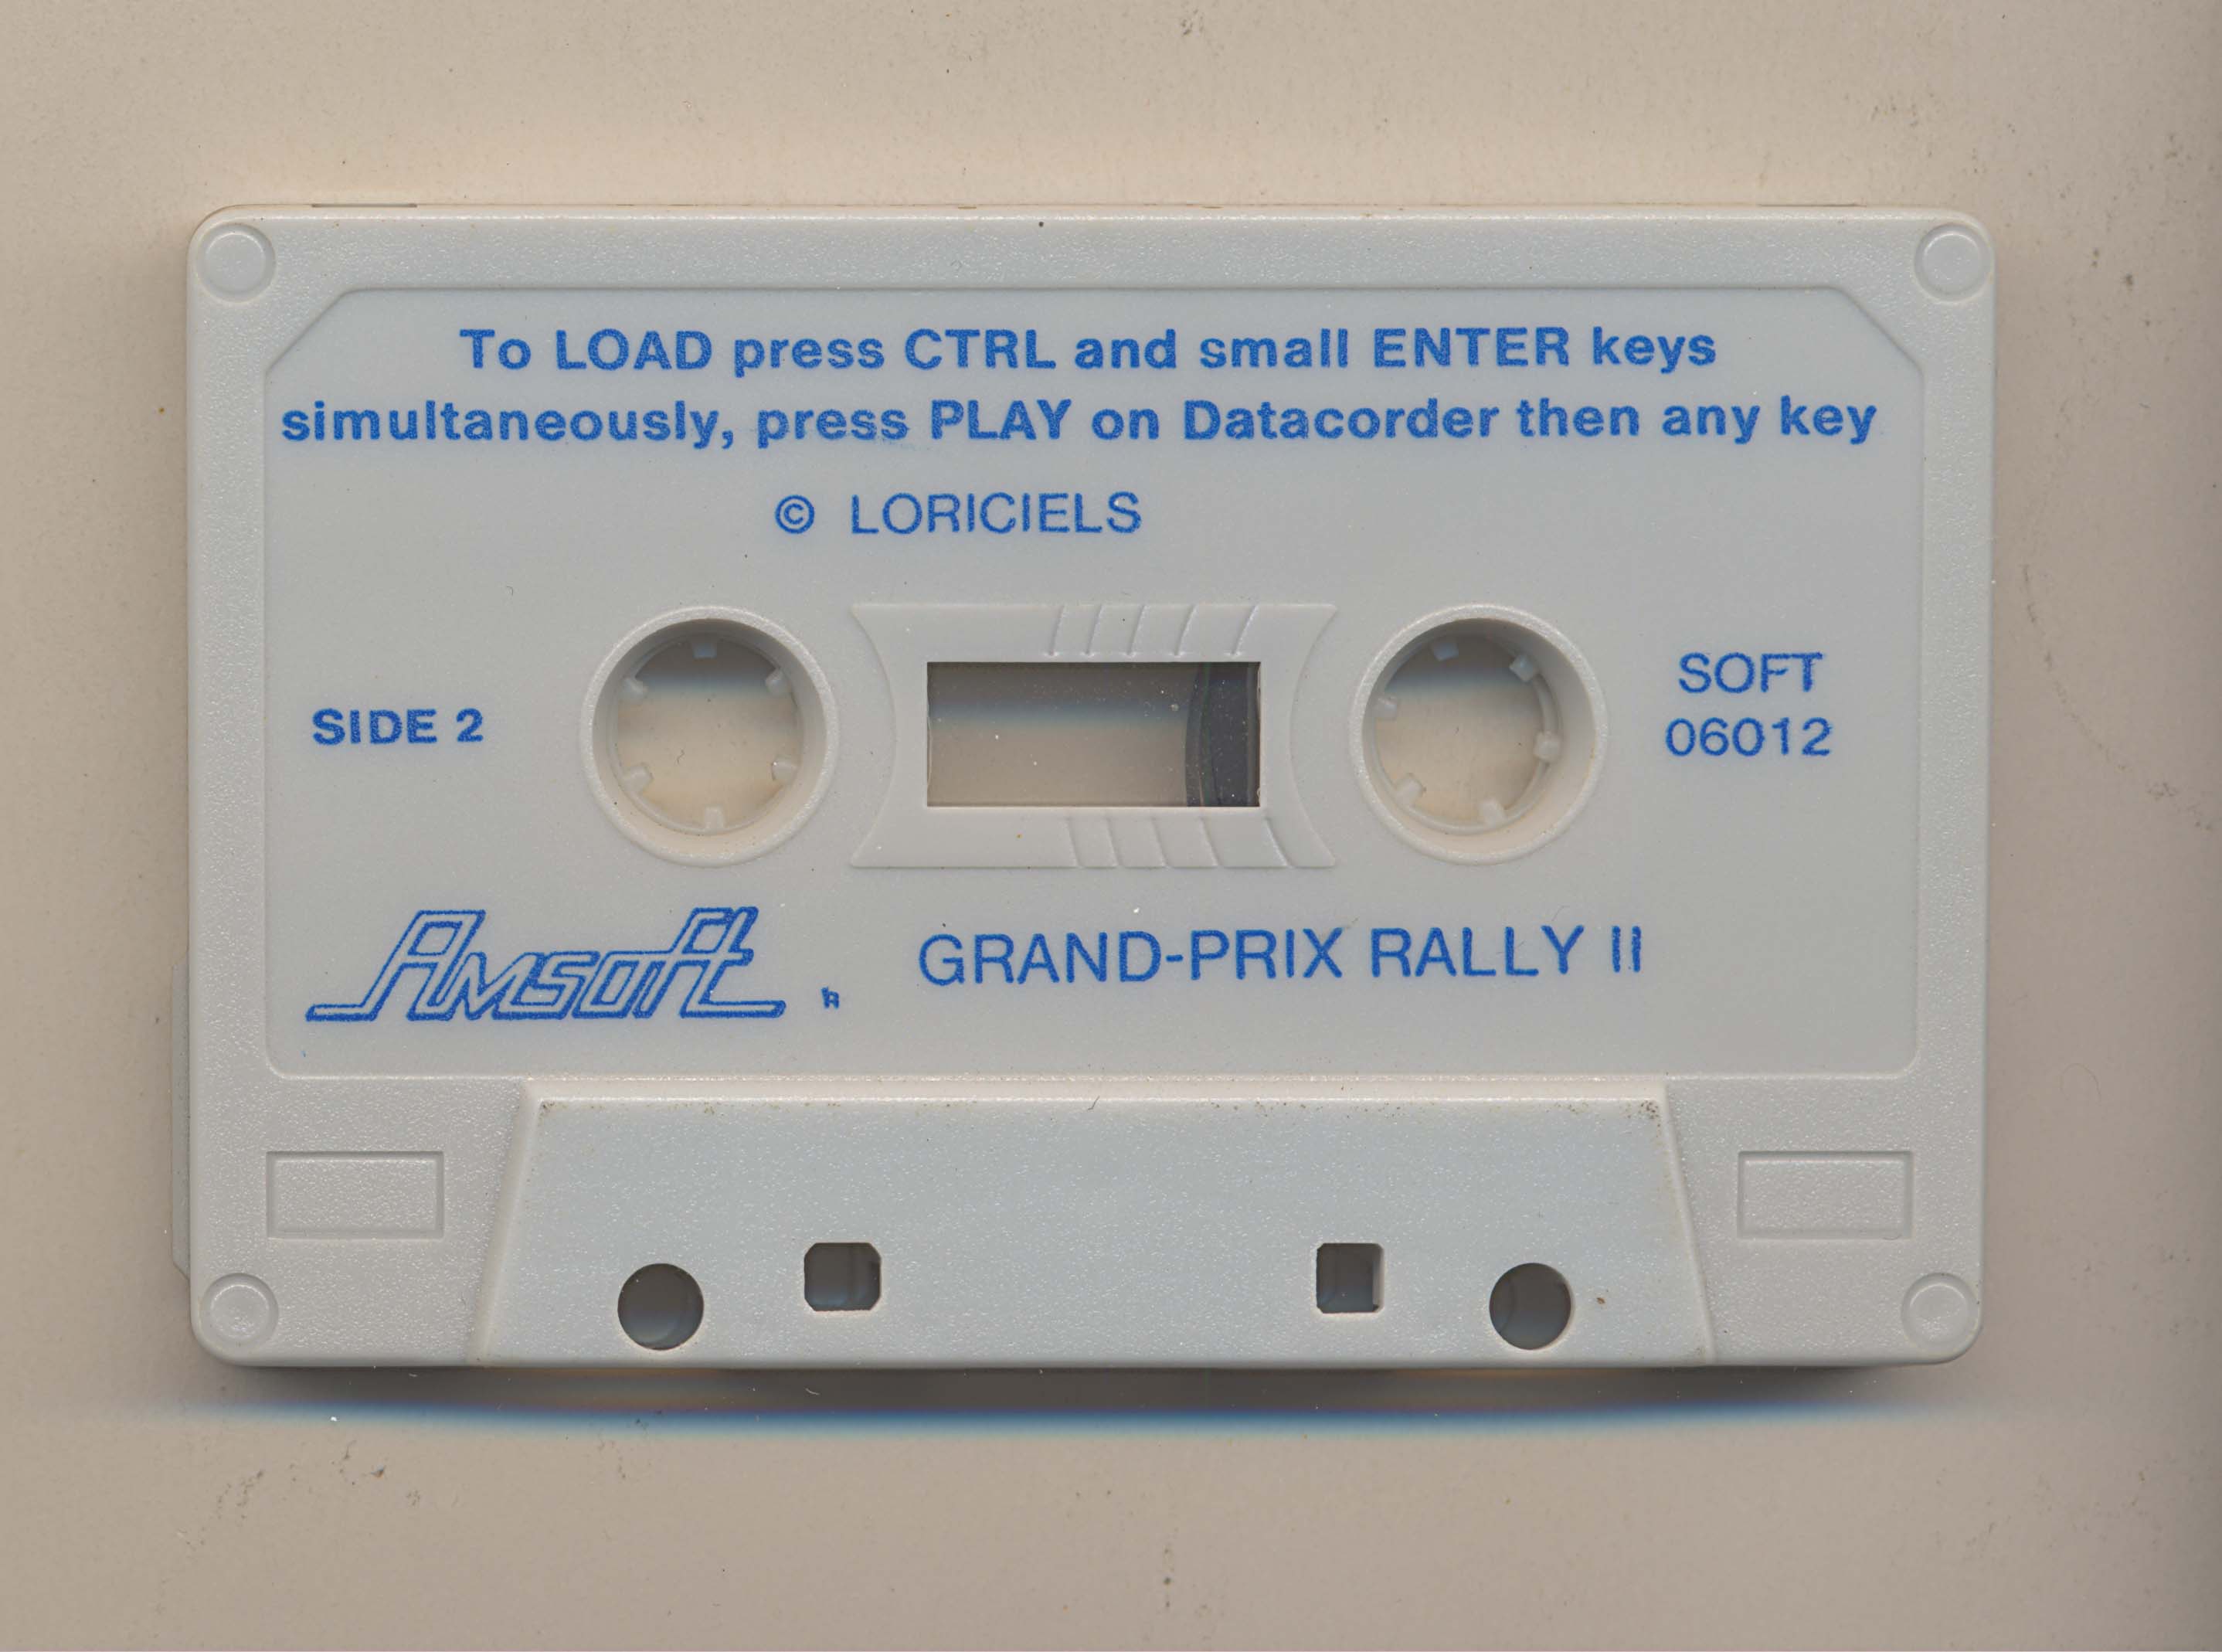 To LOAD press CTRL and small ENTER keys
simultaneously, press PLAY on Datacorder then any key
© LORICIELS
SIDE 2
SOFT
06012
Amsoft
GRAND-PRIX RALLY II